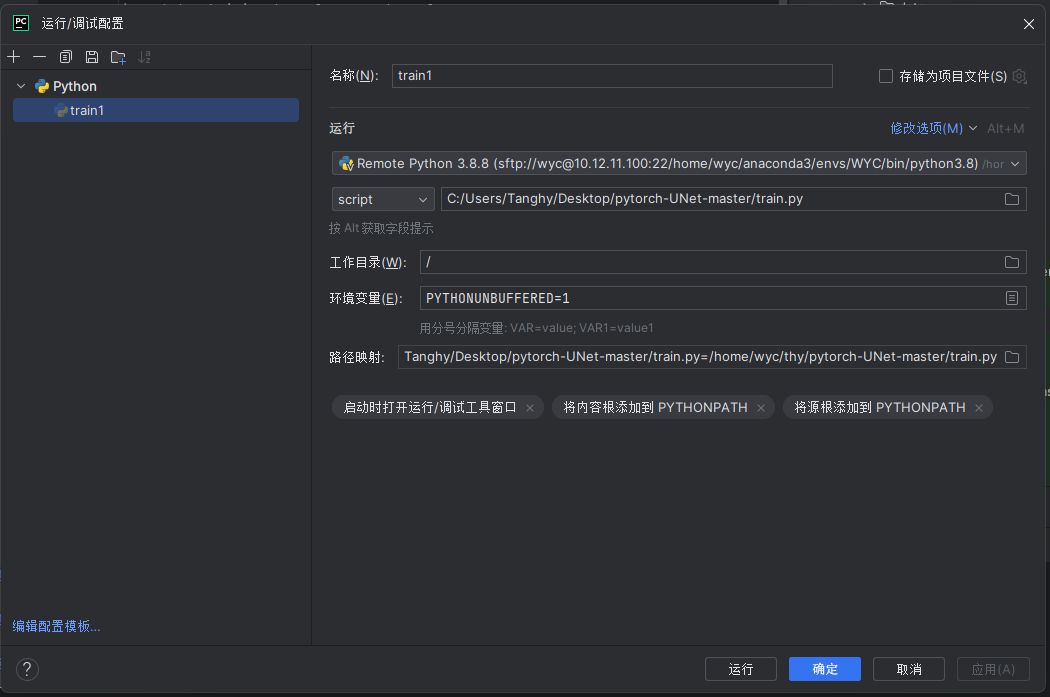 PC 运行/调试配置
Python
train1
编辑配置模板...
名称(N): train1 存储为项目文件(S)
运行 修改选项(M) Alt+M
Remote Python 3.8.8 (sftp://wyc@10.12.11.100:22/home/wyc/anaconda3/envs/WYC/bin/python3.8) /hor
script C:/Users/Tanghy/Desktop/pytorch-UNet-master/train.py
按 Alt 获取字段提示
工作目录(W): /
环境变量(E): PYTHONUNBUFFERED=1
用分号分隔变量: VAR=value; VAR1=value1
路径映射: Tanghy/Desktop/pytorch-UNet-master/train.py=/home/wyc/thy/pytorch-UNet-master/train.py
启动时打开运行/调试工具窗口 × 将内容根添加到 PYTHONPATH × 将源根添加到 PYTHONPATH ×
? 运行 确定 取消 应用(A)